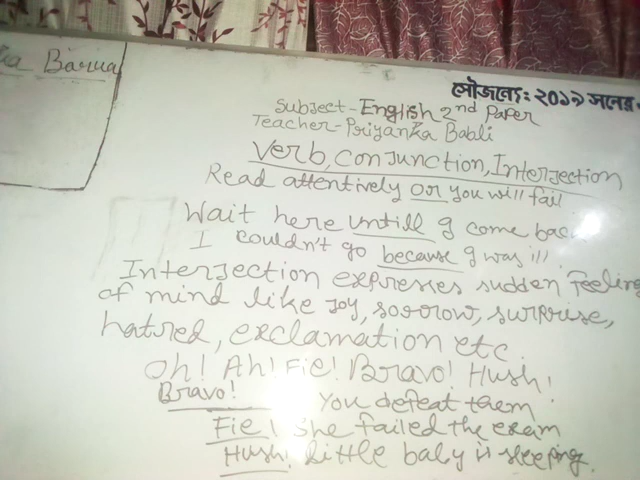 Barua
সৌজন্যে: ২০১৯ সনের
Subject-English 2nd Paper
Teacher-Priyanka Babli
Verb, Conjunction, Interjection
Read attentively or you will fail
Wait here untill I come bac
I couldn't go because I was ill
Interjection expresses sudden feeling
of mind like joy, sorrow, surprise,
hatred, exclamation etc.
Oh! Ah! Fie! Bravo! Hush!
Bravo! You defeat them
Fie! She failed the exam
Hush! Little baby is sleeping.